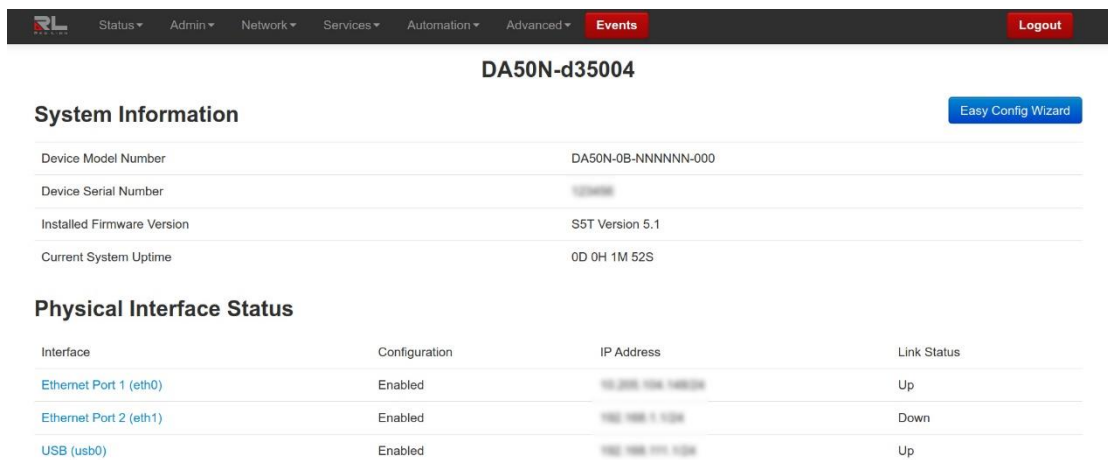 RL
Status
Admin
Network
Services
Automation
Advanced
Events
Logout
DA50N-d35004
System Information
Easy Config Wizard
Device Model Number DA50N-0B-NNNNNN-000
Device Serial Number
Installed Firmware Version S5T Version 5.1
Current System Uptime 0D 0H 1M 52S
Physical Interface Status
Interface Configuration IP Address Link Status
Ethernet Port 1 (eth0) Enabled Up
Ethernet Port 2 (eth1) Enabled Down
USB (usb0) Enabled Up